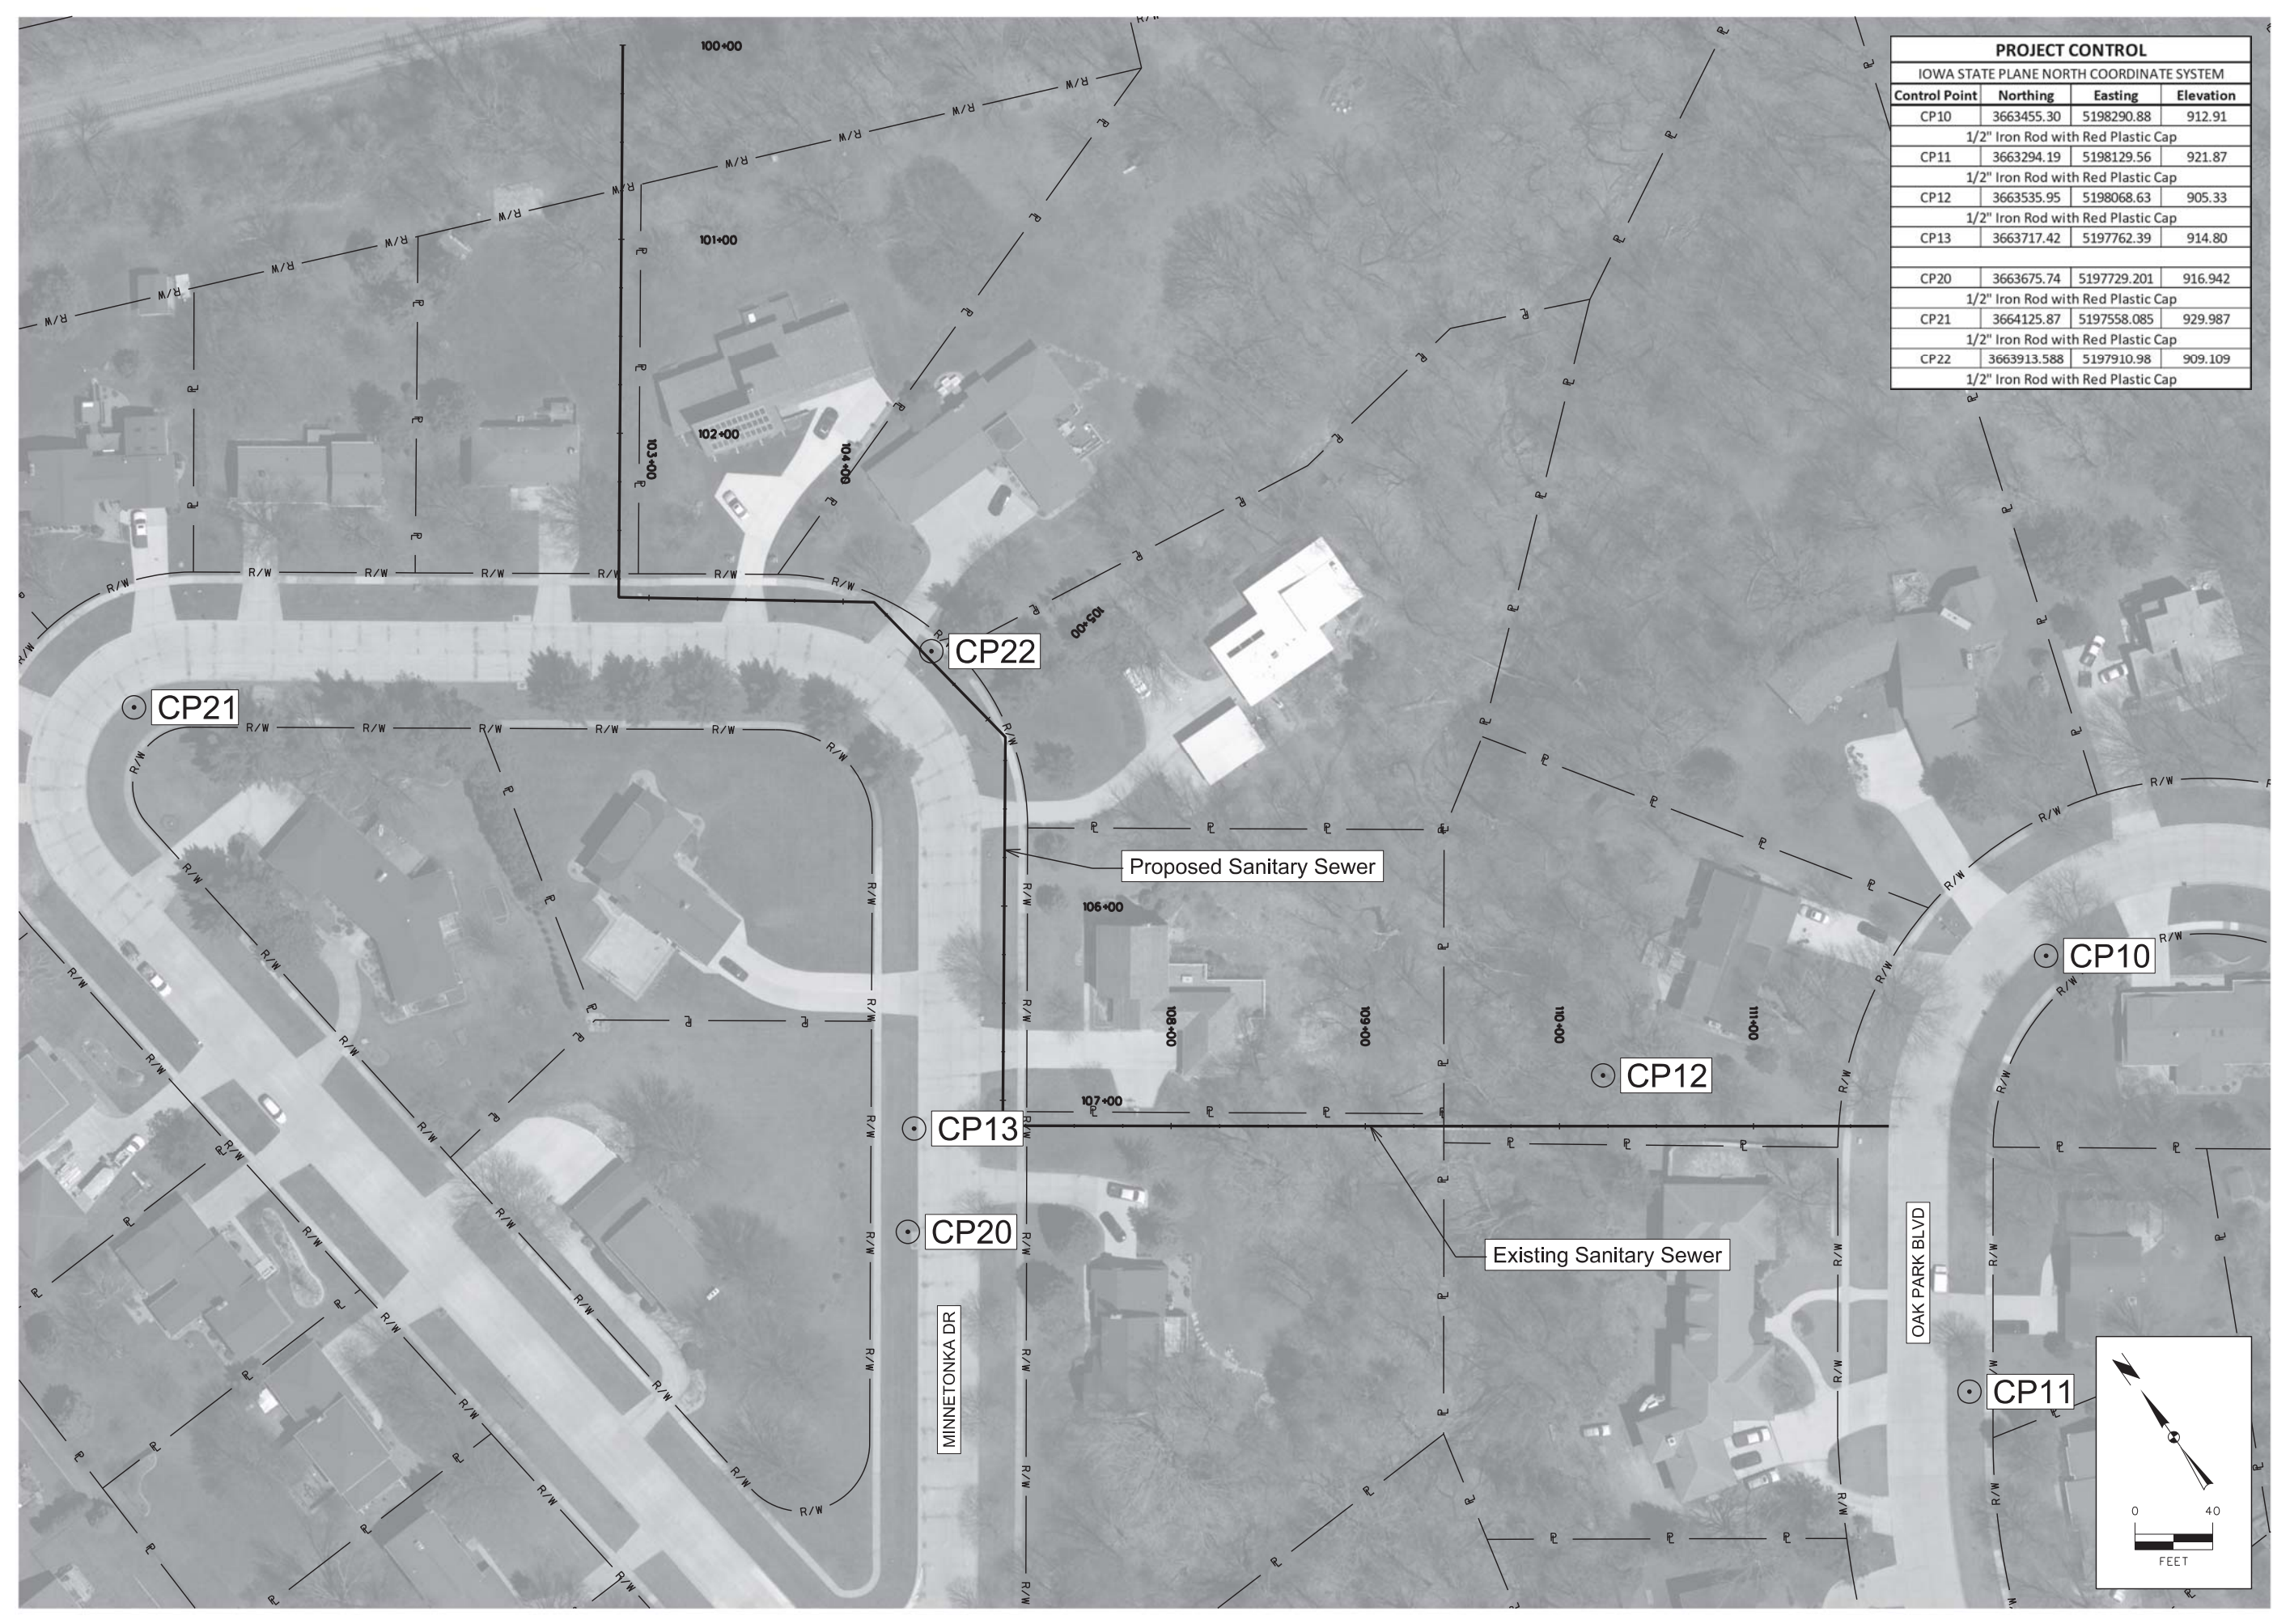 PROJECT CONTROL
IOWA STATE PLANE NORTH COORDINATE SYSTEM
Control Point Northing Easting Elevation
CP10 3663455.30 5198290.88 912.91
1/2" Iron Rod with Red Plastic Cap
CP11 3663294.19 5198129.56 921.87
1/2" Iron Rod with Red Plastic Cap
CP12 3663535.95 5198068.63 905.33
1/2" Iron Rod with Red Plastic Cap
CP13 3663717.42 5197762.39 914.80
CP20 3663675.74 5197729.201 916.942
1/2" Iron Rod with Red Plastic Cap
CP21 3664125.87 5197558.085 929.987
1/2" Iron Rod with Red Plastic Cap
CP22 3663913.588 5197910.98 909.109
1/2" Iron Rod with Red Plastic Cap
100+00
101+00
102+00
103+00
104+00
105+00
R/W
R/W
R/W
R/W
R/W
R/W
CP22
CP21
R/W
R/W
R/W
R/W
R/W
Proposed Sanitary Sewer
106+00
CP10
108+00
109+00
110+00
111+00
CP12
107+00
CP13
CP20
Existing Sanitary Sewer
MINNETONKA DR
OAK PARK BLVD
CP11
R/W
N
0 40
FEET